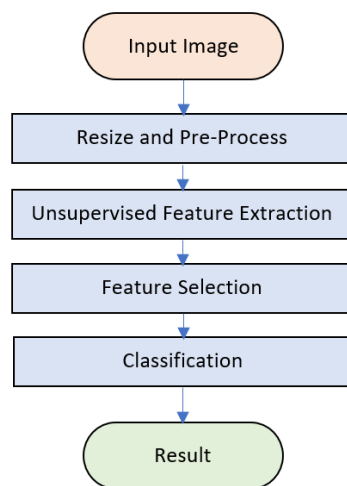 Input Image
Resize and Pre-Process
Unsupervised Feature Extraction
Feature Selection
Classification
Result